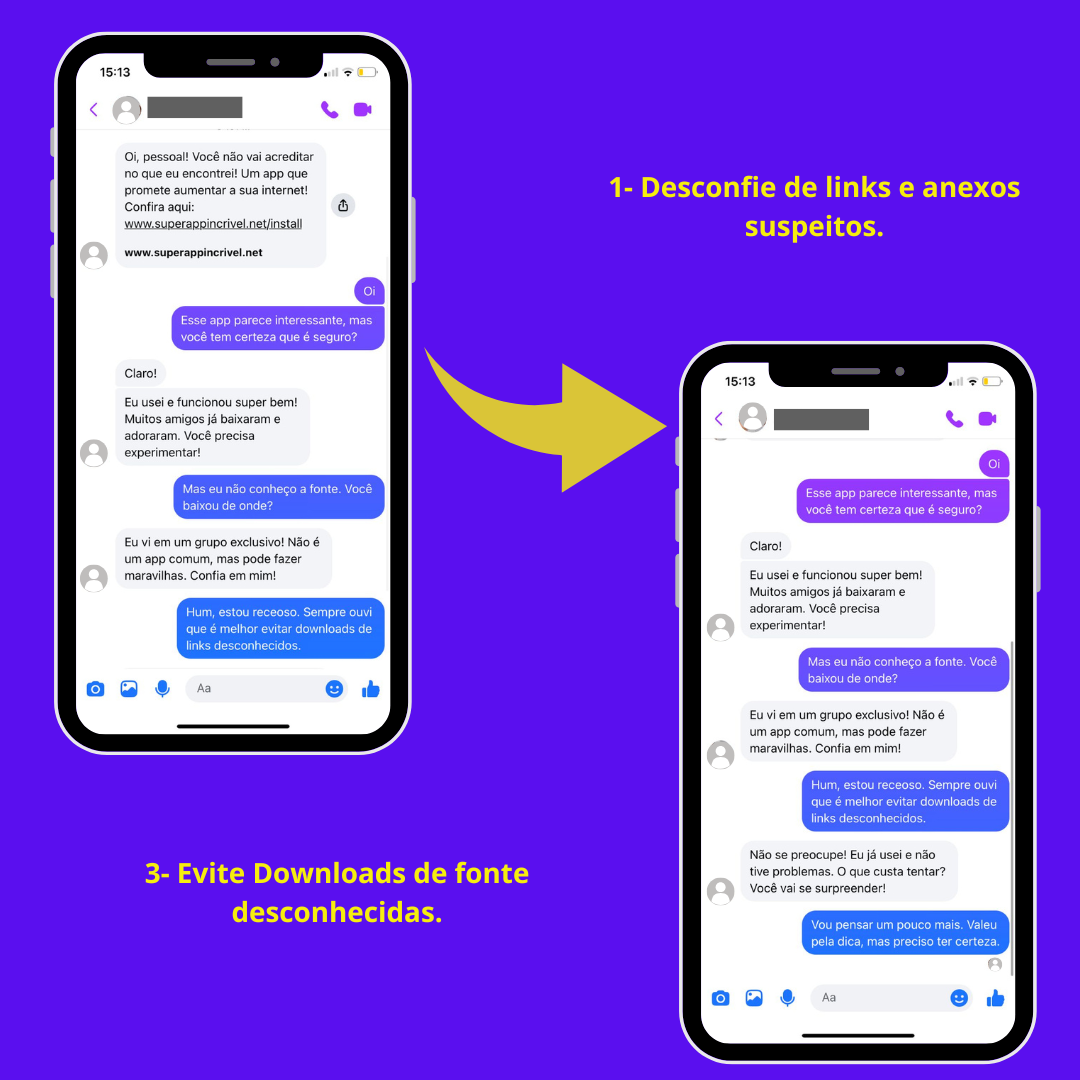 15:13
Oi, pessoal! Você não vai acreditar
no que eu encontrei! Um app que
promete aumentar a sua internet!
Confira aqui:
www.superappincrivel.net/install
www.superappincrivel.net
Oi
Esse app parece interessante, mas
você tem certeza que é seguro?
Claro!
Eu usei e funcionou super bem!
Muitos amigos já baixaram e
adoraram. Você precisa
experimentar!
Mas eu não conheço a fonte. Você
baixou de onde?
Eu vi em um grupo exclusivo! Não é
um app comum, mas pode fazer
maravilhas. Confia em mim!
Hum, estou receoso. Sempre ouvi
que é melhor evitar downloads de
links desconhecidos.
Aa
1- Desconfie de links e anexos
suspeitos.
15:13
Oi
Esse app parece interessante, mas
você tem certeza que é seguro?
Claro!
Eu usei e funcionou super bem!
Muitos amigos já baixaram e
adoraram. Você precisa
experimentar!
Mas eu não conheço a fonte. Você
baixou de onde?
Eu vi em um grupo exclusivo! Não é
um app comum, mas pode fazer
maravilhas. Confia em mim!
Hum, estou receoso. Sempre ouvi
que é melhor evitar downloads de
links desconhecidos.
Não se preocupe! Eu já usei e não
tive problemas. O que custa tentar?
Você vai se surpreender!
Vou pensar um pouco mais. Valeu
pela dica, mas preciso ter certeza.
Aa
3- Evite Downloads de fonte
desconhecidas.